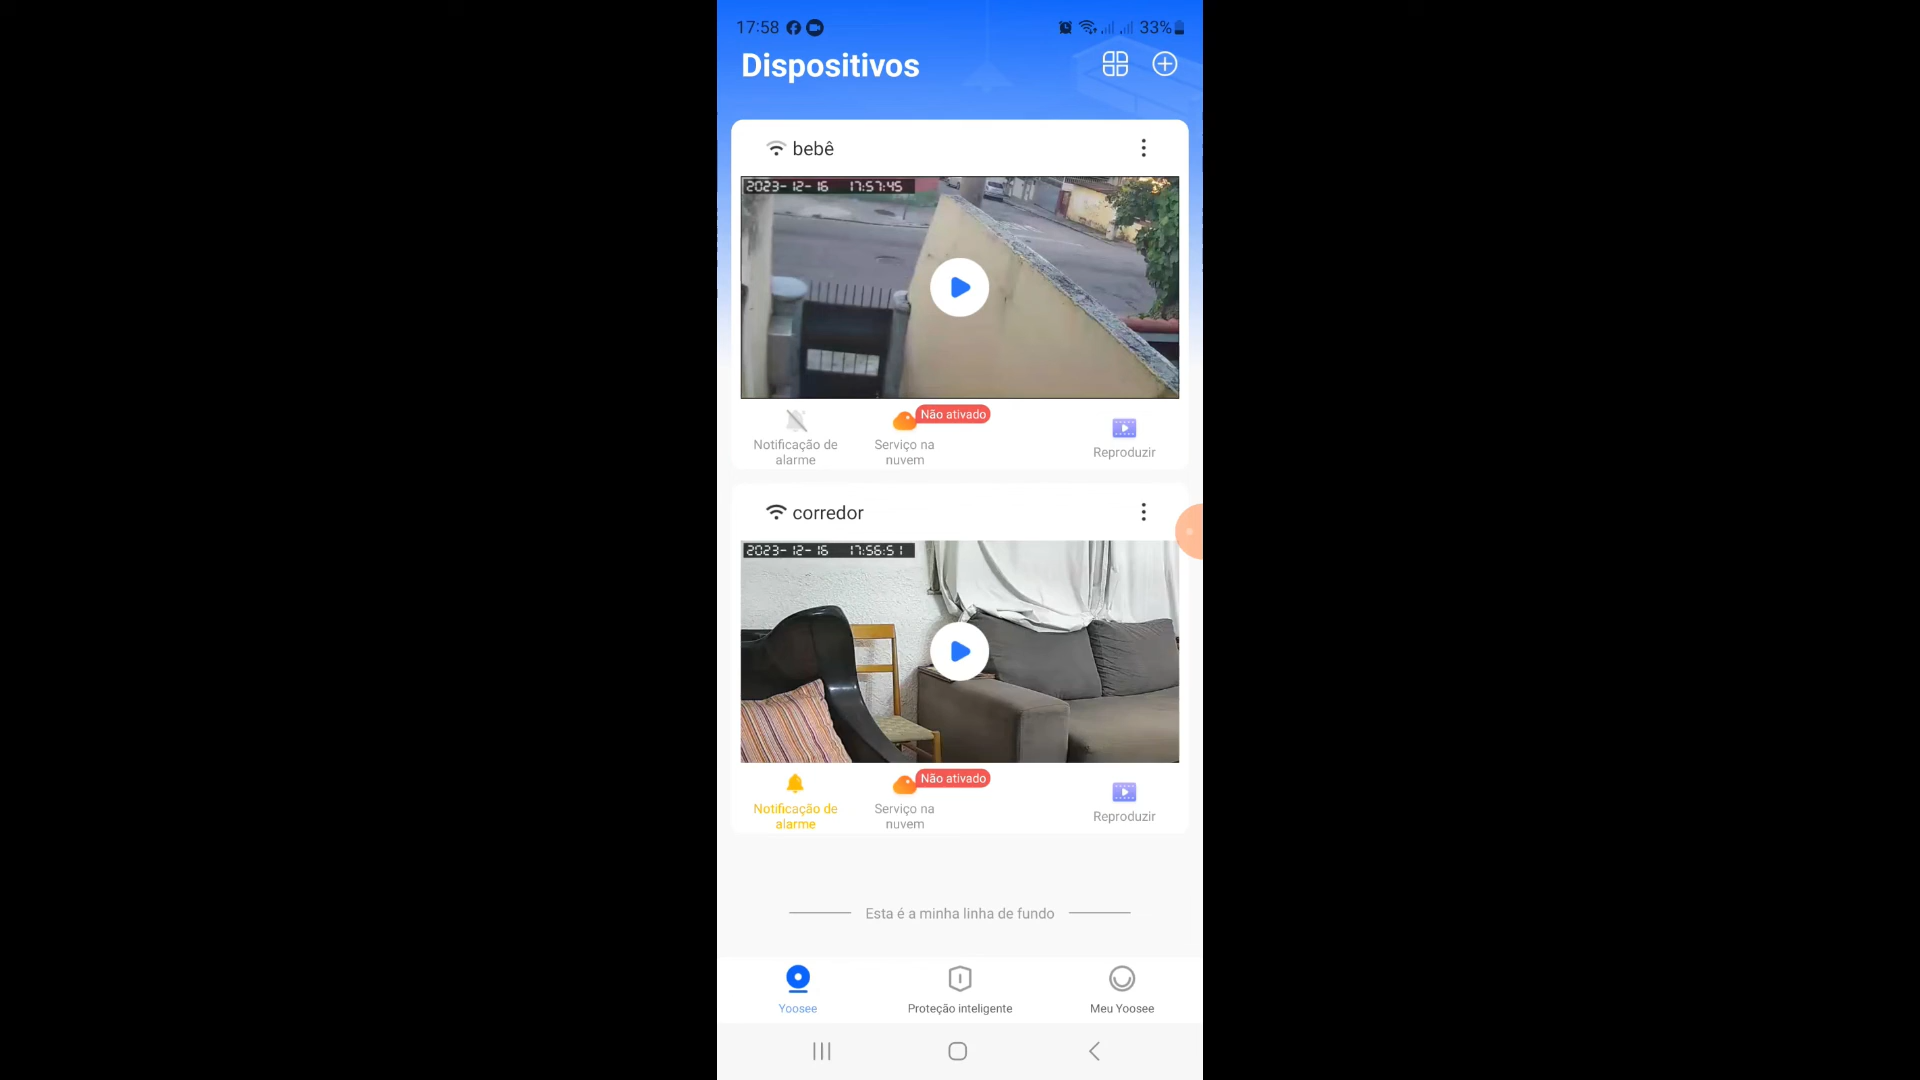 17:58 33%
Dispositivos
bebê
2023-12-16 17:57:45
Não ativado
Notificação de
alarme
Serviço na
nuvem
Reproduzir
corredor
2023-12-16 17:56:51
Não ativado
Notificação de
alarme
Serviço na
nuvem
Reproduzir
Esta é a minha linha de fundo
Yoosee
Proteção inteligente
Meu Yoosee